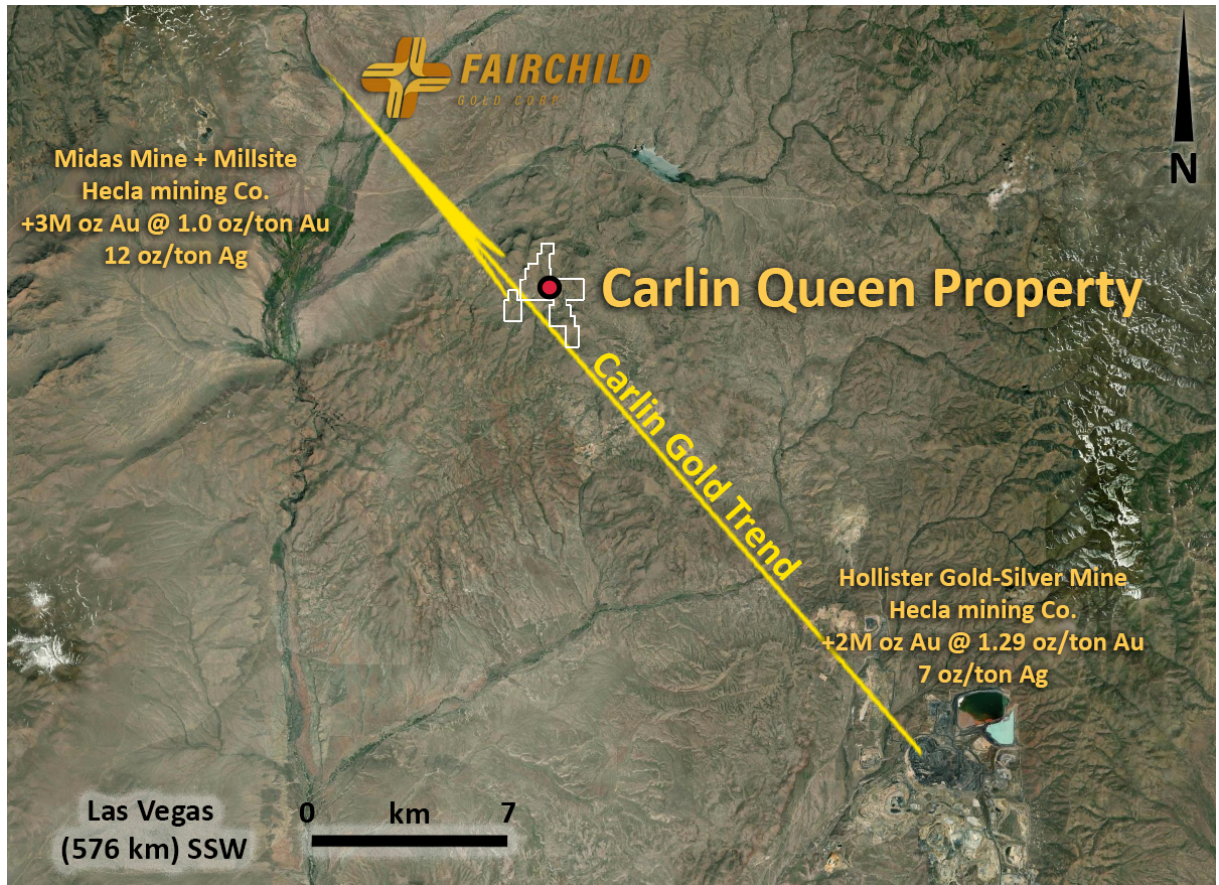 FAIRCHILD
GOLD CORP
N
Midas Mine + Millsite
Hecla mining Co.
+3M oz Au @ 1.0 oz/ton Au
12 oz/ton Ag
Carlin Queen Property
Carlin Gold Trend
Hollister Gold-Silver Mine
Hecla mining Co.
+2M oz Au @ 1.29 oz/ton Au
7 oz/ton Ag
Las Vegas
(576 km) SSW
0 km 7